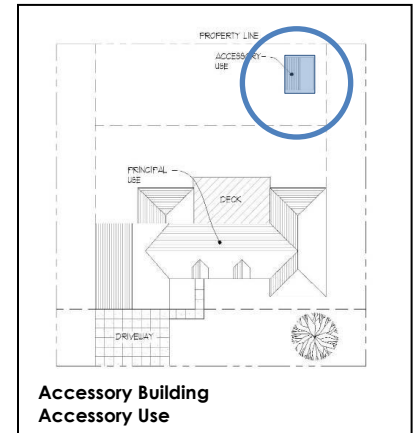 PROPERTY LINE
ACCESSORY
USE
PRINCIPAL
USE
DECK
DRIVEWAY
Accessory Building
Accessory Use